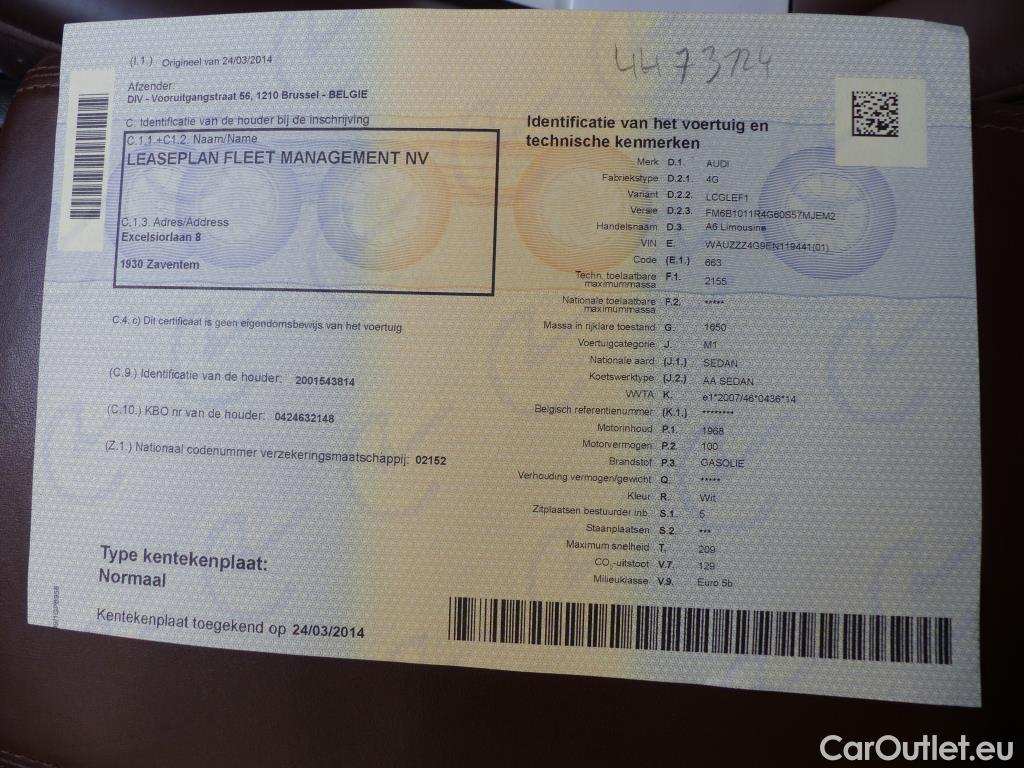 4473124
(I.1.) Origineel van 24/03/2014
Afzender:
DIV - Vooruitgangstraat 56, 1210 Brussel - BELGIE
C. Identificatie van de houder bij de inschrijving
C.1.1.+C1.2. Naam/Name
LEASEPLAN FLEET MANAGEMENT NV
C.1.3. Adres/Address
Excelsiorlaan 8
1930 Zaventem
C.4. c) Dit certificaat is geen eigendomsbewijs van het voertuig
(C.9.) Identificatie van de houder: 2001543814
(C.10.) KBO nr van de houder: 0424632148
(Z.1.) Nationaal codenummer verzekeringsmaatschappij: 02152
Type kentekenplaat:
Normaal
Kentekenplaat toegekend op 24/03/2014
Identificatie van het voertuig en
technische kenmerken
Merk D.1. AUDI
Fabriekstype D.2.1. 4G
Variant D.2.2. LCGLEF1
Versie D.2.3. FM6B1011R4G60S57MJEM2
Handelsnaam D.3. A6 Limousine
VIN E. WAUZZZ4G9EN119441(01)
Code (E.1.) 663
Techn. toelaatbare maximummassa F.1. 2155
Nationale toelaatbare maximummassa F.2. *****
Massa in rijklare toestand G. 1650
Voertuigcategorie J. M1
Nationale aard (J.1.) SEDAN
Koetswerktype (J.2.) AA SEDAN
VVVTA K. e1*2007/46*0436*14
Belgisch referentienummer (K.1.) ********
Motorinhoud P.1. 1968
Motorvermogen P.2. 100
Brandstof P.3. GASOLIE
Verhouding vermogen/gewicht Q. *****
Kleur R. Wit
Zitplaatsen bestuurder inb. S.1. 5
Staanplaatsen S.2. ***
Maximum snelheid T. 209
CO₂-uitstoot V.7. 129
Milieuklasse V.9. Euro 5b
CarOutlet.eu